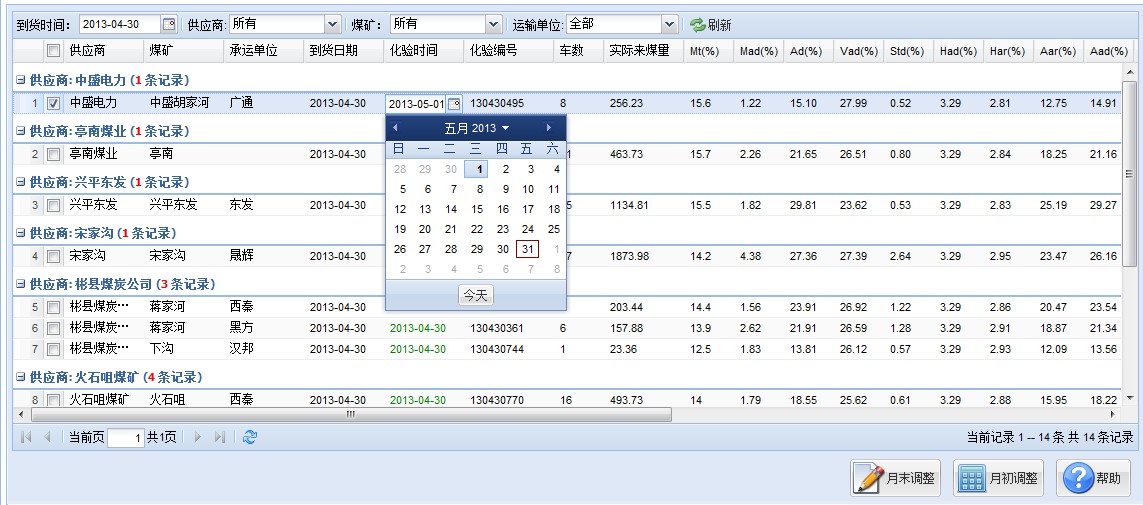 到货时间: 2013-04-30 供应商: 所有 煤矿: 所有 运输单位: 全部 刷新
供应商 煤矿 承运单位 到货日期 化验时间 化验编号 车数 实际来煤量 Mt(%) Mad(%) Ad(%) Vad(%) Std(%) Had(%) Har(%) Aar(%) Aad(%)
供应商: 中盛电力 (1 条记录)
1 中盛电力 中盛胡家河 广通 2013-04-30 2013-05-01 130430495 8 256.23 15.6 1.22 15.10 27.99 0.52 3.29 2.81 12.75 14.91
供应商: 亭南煤业 (1 条记录)
2 亭南煤业 亭南 2013-04-30 1 463.73 15.7 2.26 21.65 26.51 0.80 3.29 2.84 18.25 21.16
供应商: 兴平东发 (1 条记录)
3 兴平东发 兴平东发 东发 2013-04-30 5 1134.81 15.5 1.82 29.81 23.62 0.53 3.29 2.83 25.19 29.27
供应商: 宋家沟 (1 条记录)
4 宋家沟 宋家沟 晟辉 2013-04-30 7 1873.98 14.2 4.38 27.36 27.39 2.64 3.29 2.95 23.47 26.16
供应商: 彬县煤炭公司 (3 条记录)
5 彬县煤炭… 蒋家河 西秦 2013-04-30 203.44 14.4 1.56 23.91 26.92 1.22 3.29 2.86 20.47 23.54
6 彬县煤炭… 蒋家河 黑方 2013-04-30 2013-04-30 130430361 6 157.88 13.9 2.62 21.91 26.59 1.28 3.29 2.91 18.87 21.34
7 彬县煤炭… 下沟 汉邦 2013-04-30 2013-04-30 130430744 1 23.36 12.5 1.83 13.81 26.12 0.57 3.29 2.93 12.09 13.56
供应商: 火石咀煤矿 (4 条记录)
8 火石咀煤矿 火石咀 西秦 2013-04-30 2013-04-30 130430770 16 493.73 14 1.79 18.55 25.62 0.61 3.29 2.88 15.95 18.22
五月 2013
日 一 二 三 四 五 六
28 29 30 1 2 3 4
5 6 7 8 9 10 11
12 13 14 15 16 17 18
19 20 21 22 23 24 25
26 27 28 29 30 31 1
2 3 4 5 6 7 8
今天
当前页 1 共1页 当前记录 1 -- 14 条 共 14 条记录
月末调整 月初调整 帮助